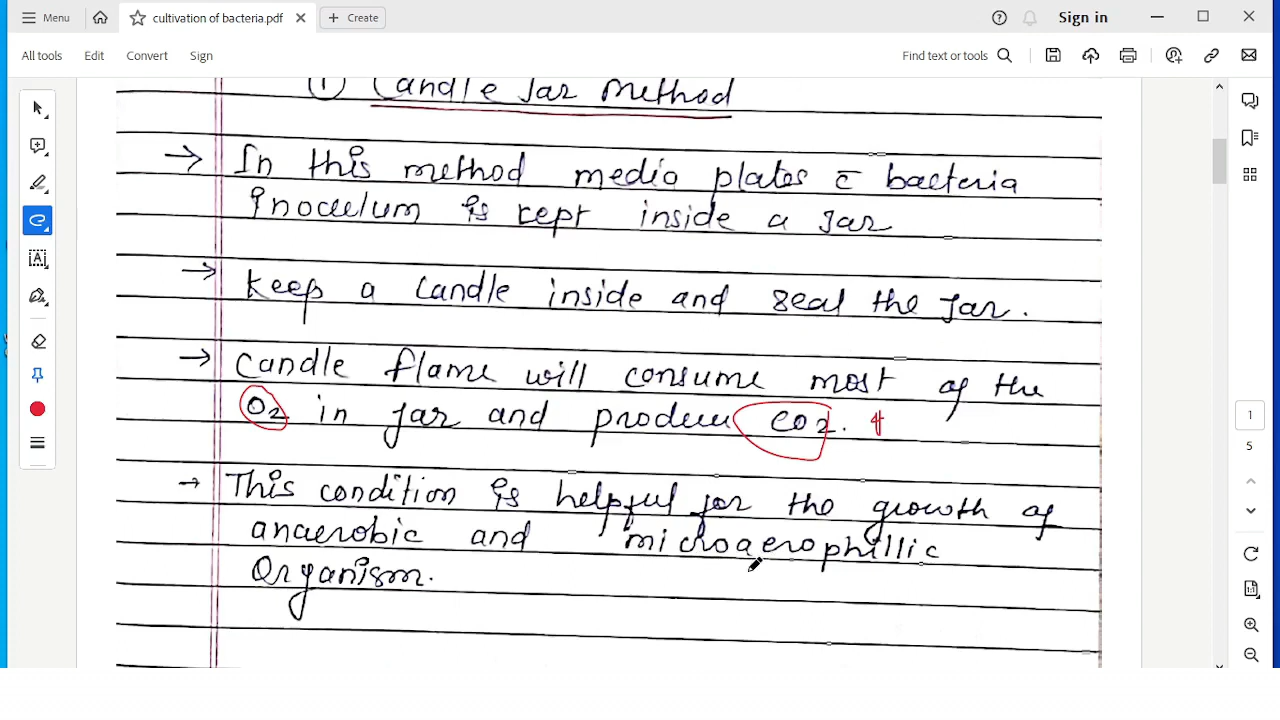 Menu
cultivation of bacteria.pdf
Create
Sign in
All tools Edit Convert Sign
Find text or tools
① Candle Jar Method
→ In this method media plates c̄ bacteria
Inoculum is kept inside a Jar
→ Keep a Candle inside and seal the Jar.
→ Candle flame will consume most of the
O2 in Jar and produce CO2. ↑
→ This condition is helpful for the growth of
anaerobic and microaerophillic
Organism.
1
5